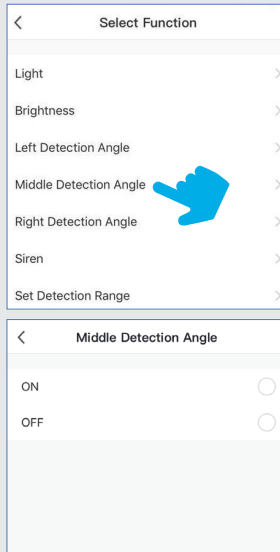 Select Function
Light
Brightness
Left Detection Angle
Middle Detection Angle
Right Detection Angle
Siren
Set Detection Range
Middle Detection Angle
ON
OFF